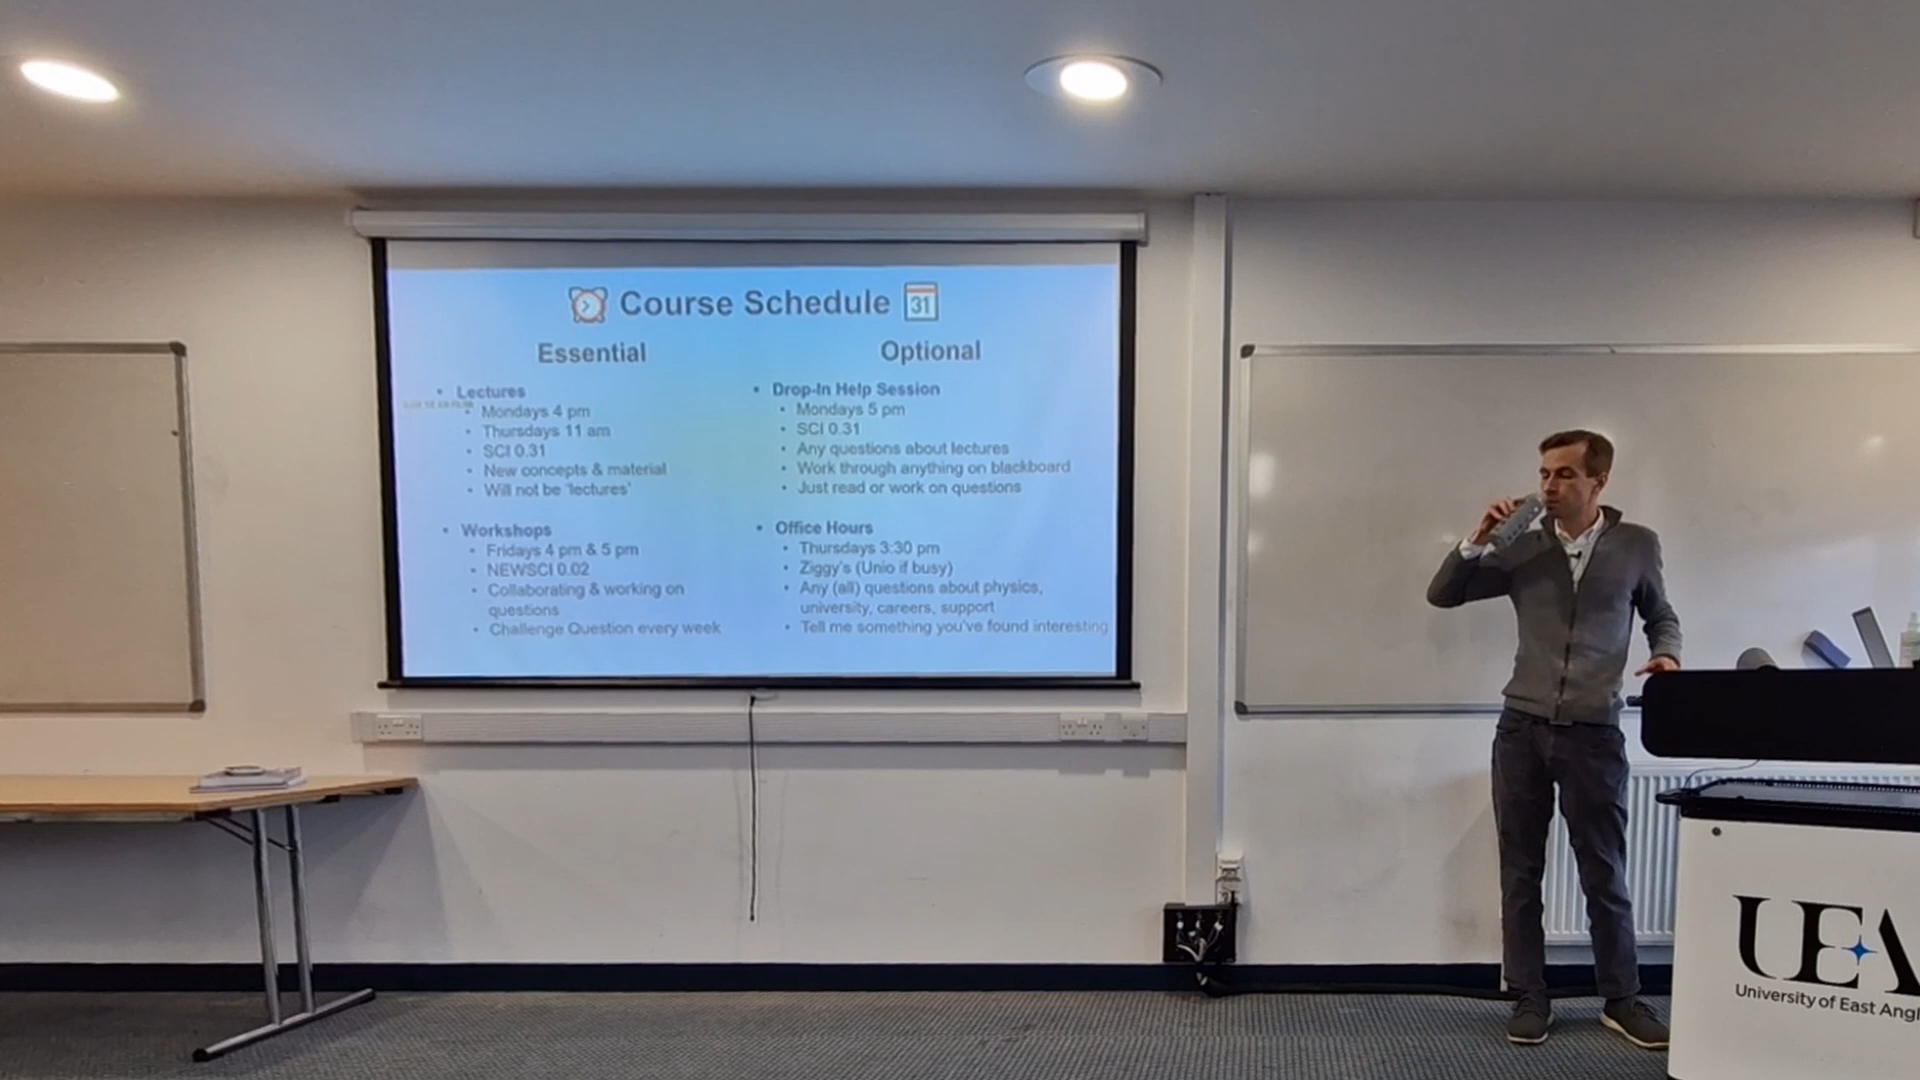 Course Schedule
31
Essential
• Lectures
• Mondays 4 pm
• Thursdays 11 am
• SCI 0.31
• New concepts & material
• Will not be 'lectures'
• Workshops
• Fridays 4 pm & 5 pm
• NEWSCI 0.02
• Collaborating & working on
questions
• Challenge Question every week
Optional
• Drop-In Help Session
• Mondays 5 pm
• SCI 0.31
• Any questions about lectures
• Work through anything on blackboard
• Just read or work on questions
• Office Hours
• Thursdays 3:30 pm
• Ziggy's (Unio if busy)
• Any (all) questions about physics,
university, careers, support
• Tell me something you've found interesting
UEA
University of East Angl